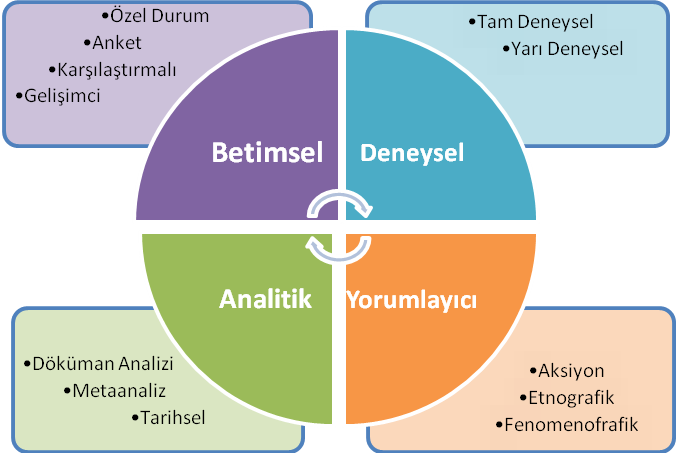 •Özel Durum
•Anket
•Karşılaştırmalı
•Gelişimci
•Tam Deneysel
•Yarı Deneysel
Betimsel
Deneysel
Analitik
Yorumlayıcı
•Döküman Analizi
•Metaanaliz
•Tarihsel
•Aksiyon
•Etnografik
•Fenomenofrafik